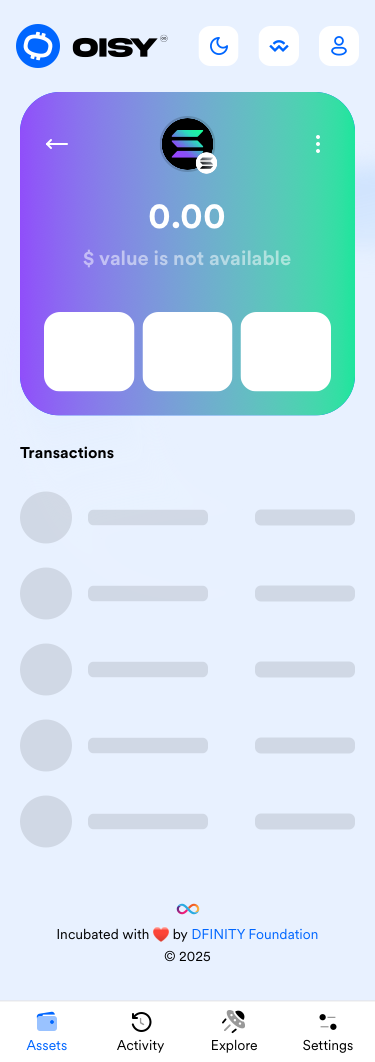 OISY
0.00
$ value is not available
Transactions
Incubated with ❤️ by DFINITY Foundation
© 2025
Assets
Activity
Explore
Settings